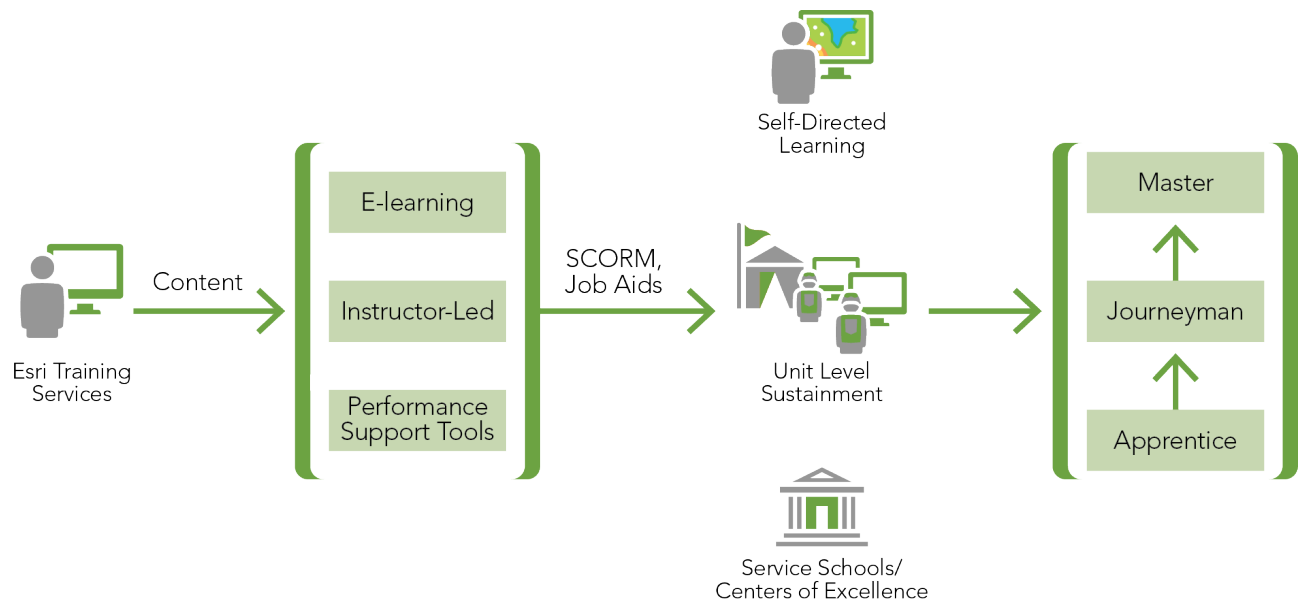 Esri Training
Services
Content
E-learning
Instructor-Led
Performance
Support Tools
SCORM,
Job Aids
Self-Directed
Learning
Unit Level
Sustainment
Service Schools/
Centers of Excellence
Master
Journeyman
Apprentice